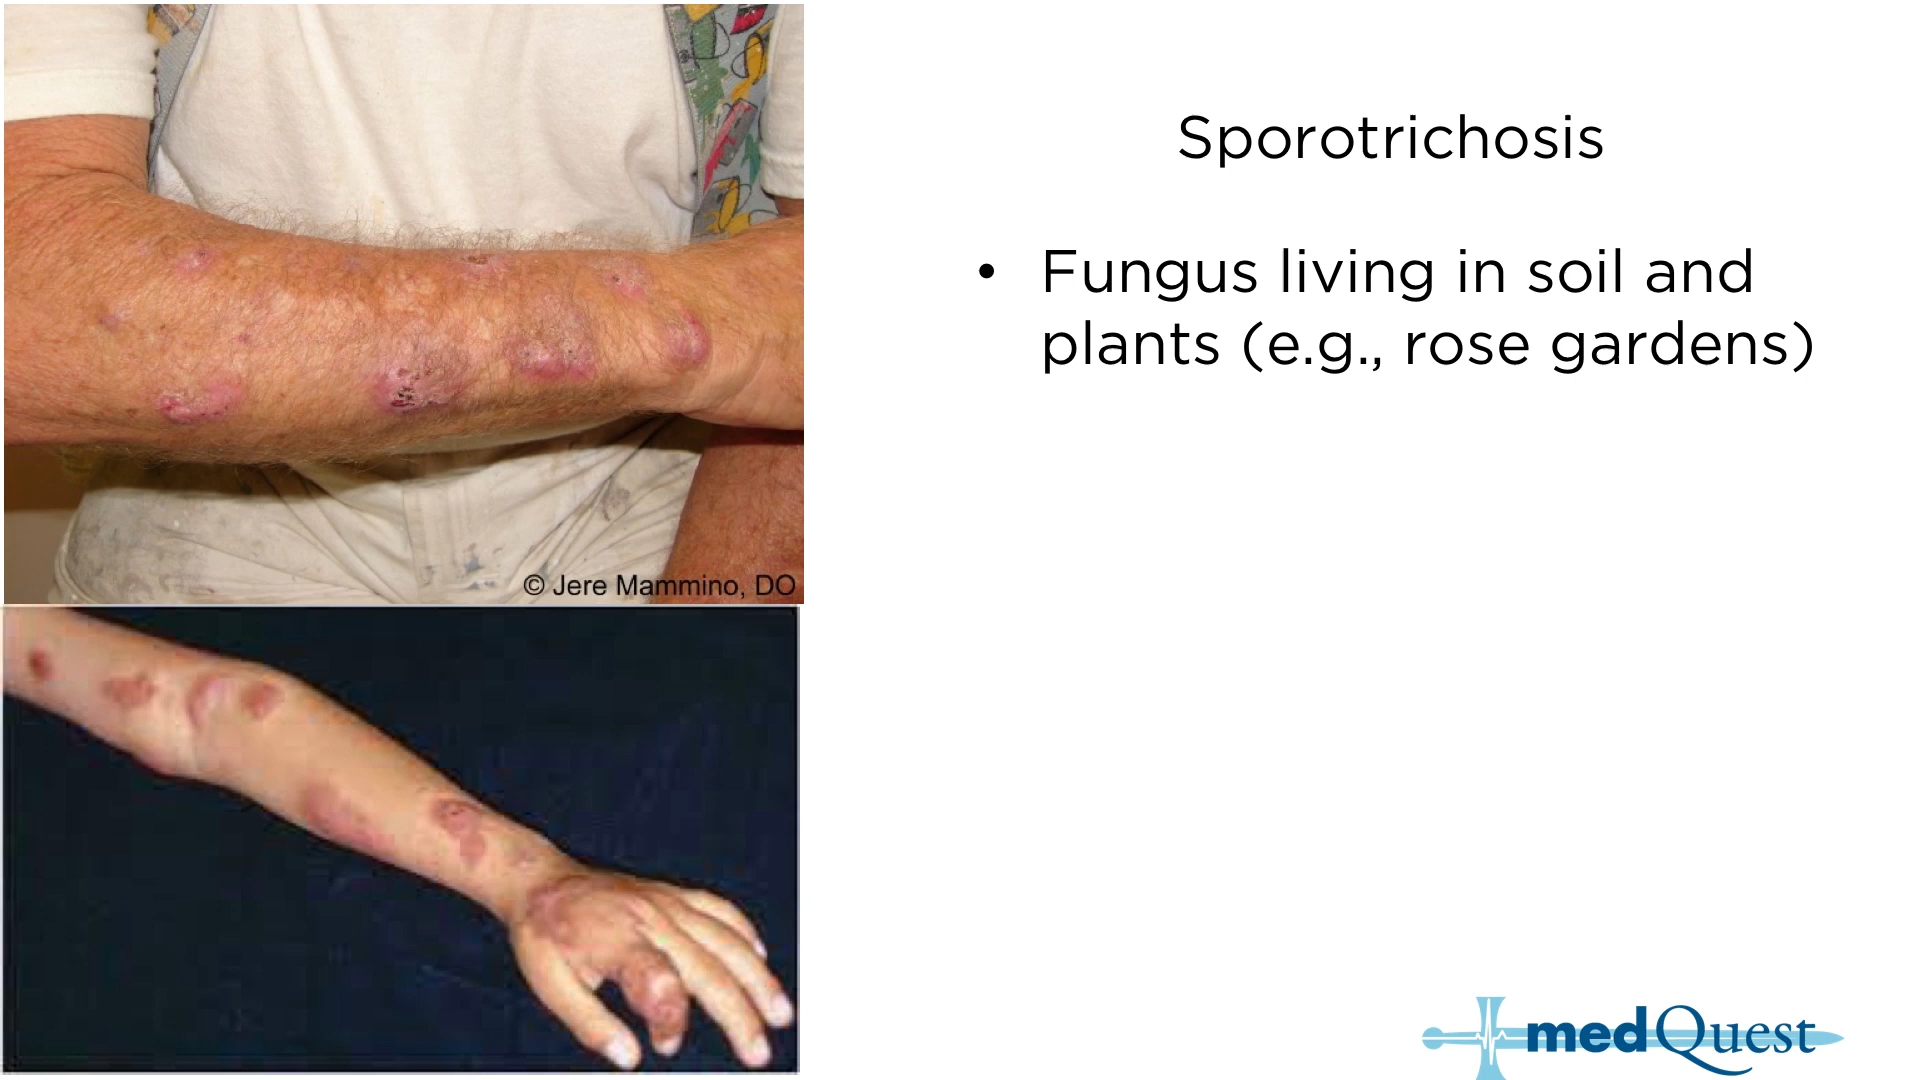 Sporotrichosis
• Fungus living in soil and
plants (e.g., rose gardens)
© Jere Mammino, DO
medQuest